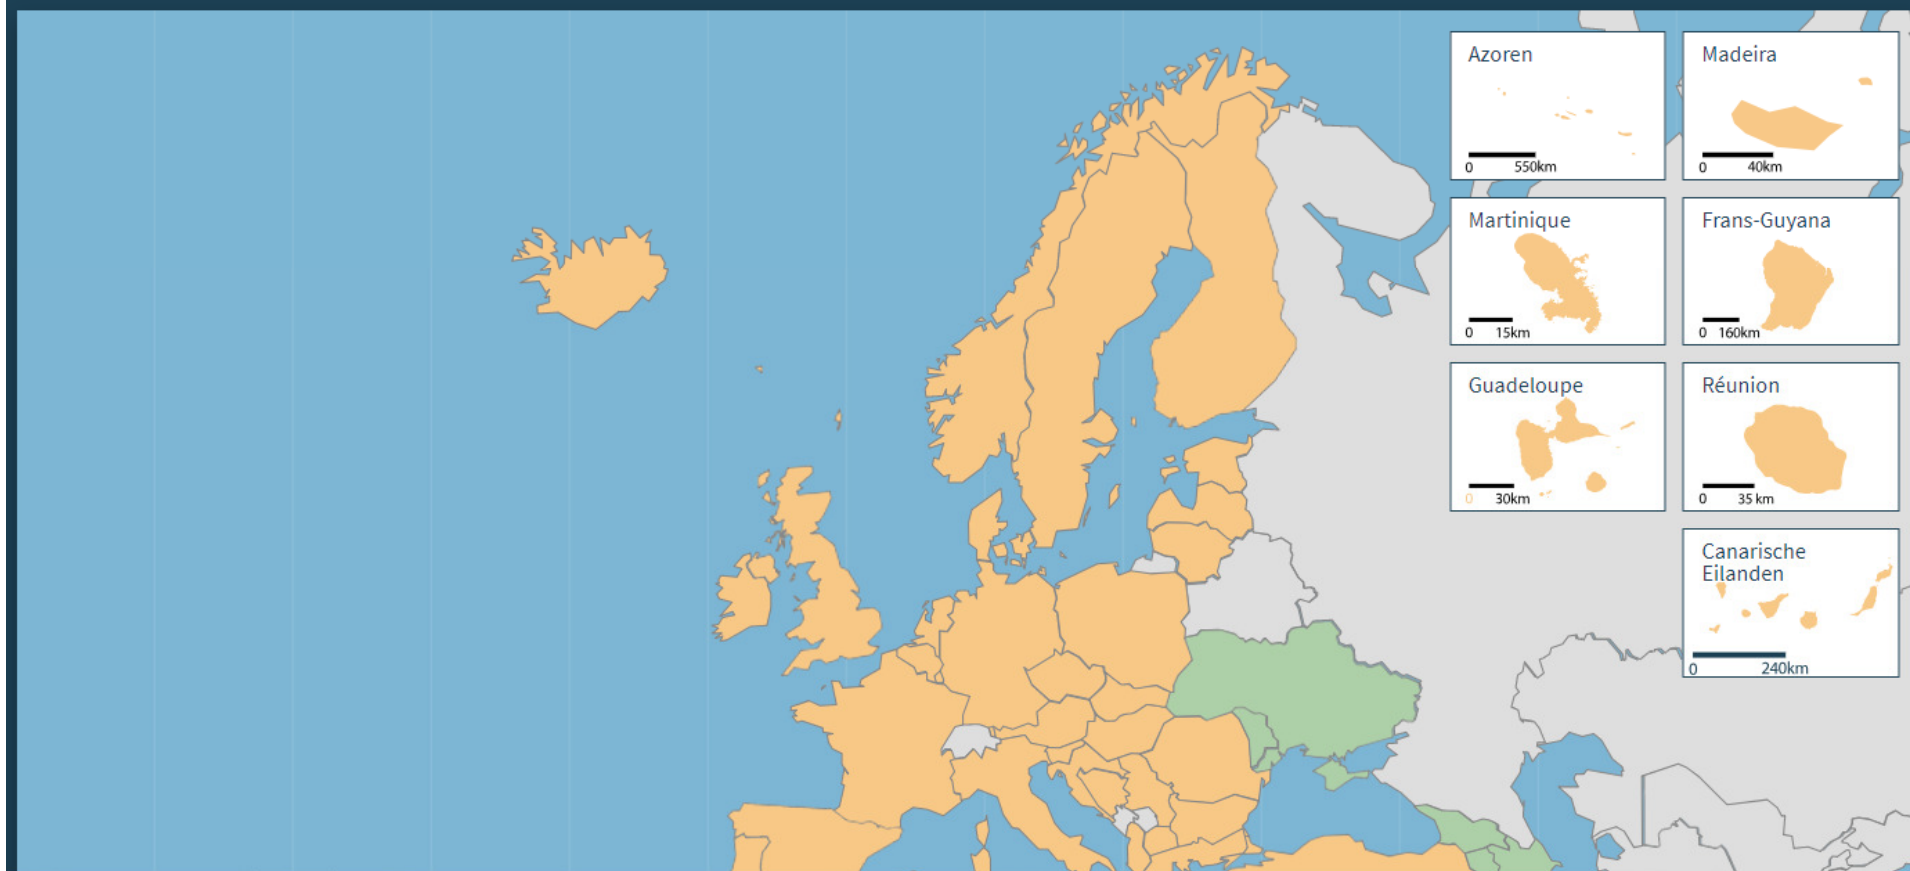 Azoren
0 550km
Madeira
0 40km
Martinique
0 15km
Frans-Guyana
0 160km
Guadeloupe
0 30km
Réunion
0 35 km
Canarische
Eilanden
0 240km